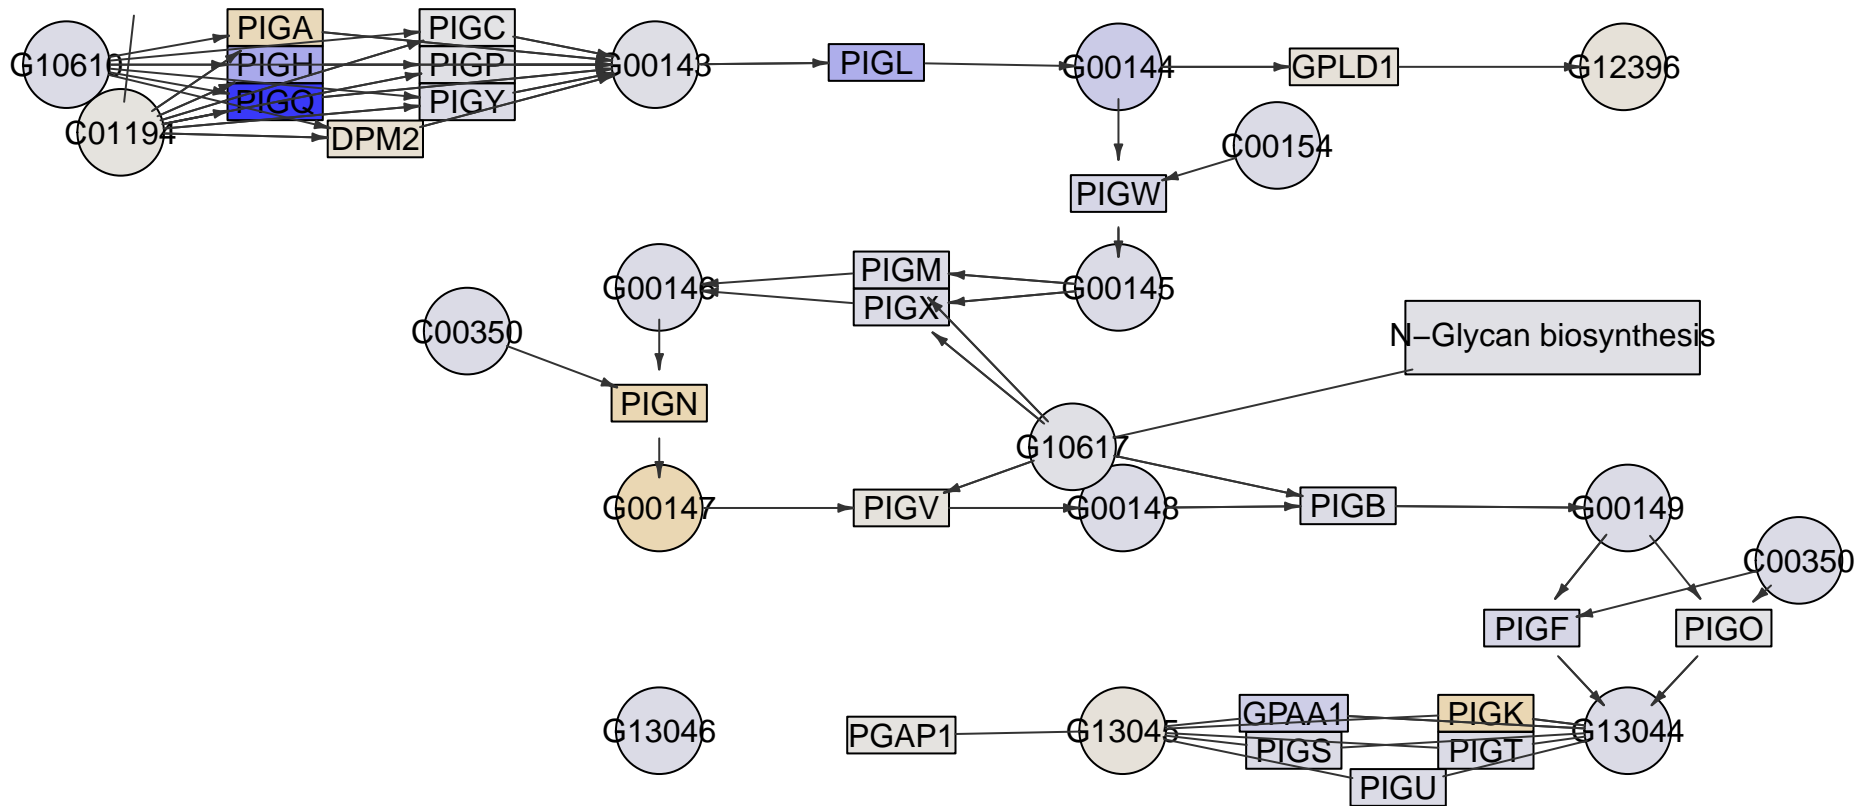 PIGA
PIGC
G10619
PIGH
PIGP
G00143
PIGL
G00144
GPLD1
G12396
PIGQ
PIGY
C01194
DPM2
C00154
PIGW
G00146
PIGM
G00145
PIGX
C00350
N−Glycan biosynthesis
PIGN
G10617
G00147
PIGV
G00148
PIGB
G00149
C00350
PIGF
PIGO
G13046
PGAP1
G13045
GPAA1
PIGK
G13044
PIGS
PIGT
PIGU